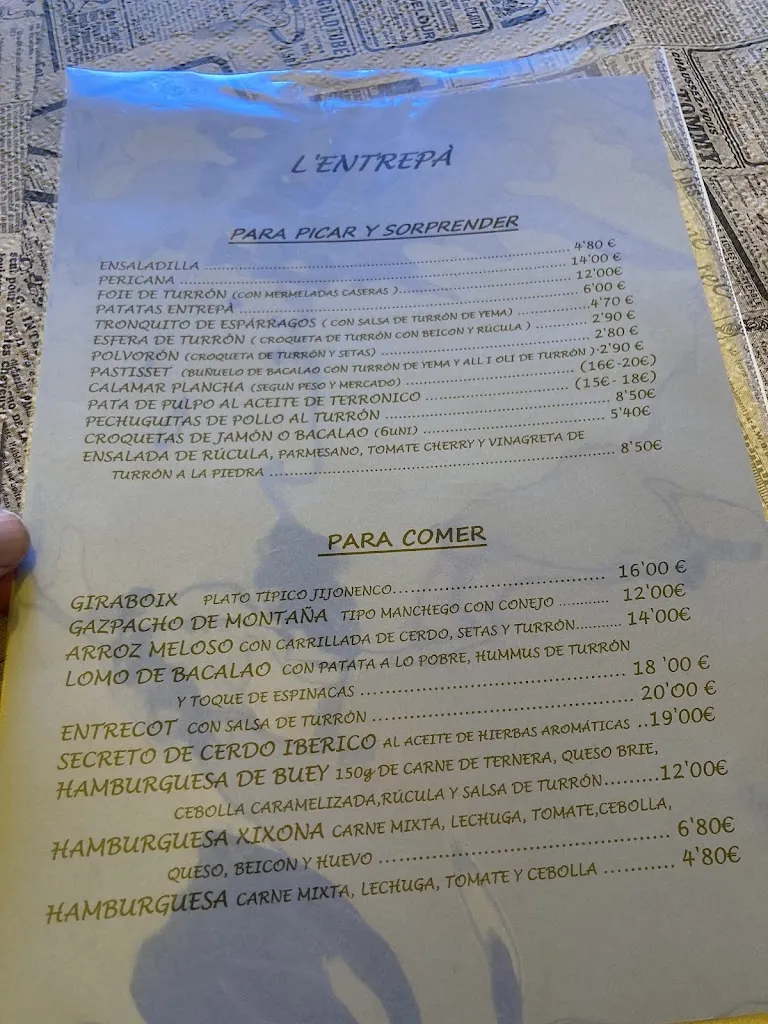 L'ENTREPÀ
PARA PICAR Y SORPRENDER
ENSALADILLA ........ 4'80 €
PERICANA ........ 14'00 €
FOIE DE TURRÓN (CON MERMELADAS CASERAS )........ 12'00€
PATATAS ENTREPÀ ........ 6'00 €
TRONQUITO DE ESPÁRRAGOS ( CON SALSA DE TURRÓN DE YEMA) ........ 4'70 €
ESFERA DE TURRÓN ( CROQUETA DE TURRÓN CON BEICON Y RÚCULA ) ........ 2'90 €
POLVORÓN (CROQUETA DE TURRÓN Y SETAS)........ 2'80 €
PASTISSET (BUÑUELO DE BACALAO CON TURRÓN DE YEMA Y ALL I OLI DE TURRÓN )·2'90 €
CALAMAR PLANCHA (SEGUN PESO Y MERCADO) ........ (16€-20€)
PATA DE PULPO AL ACEITE DE TERRONICO ........ (15€- 18€)
PECHUGUITAS DE POLLO AL TURRÓN ........ 8'50€
CROQUETAS DE JAMÓN O BACALAO (6UNI) ........ 5'40€
ENSALADA DE RÚCULA, PARMESANO, TOMATE CHERRY Y VINAGRETA DE
TURRÓN A LA PIEDRA ........ 8'50€
PARA COMER
GIRABOIX PLATO TÍPICO JIJONENCO........ 16'00 €
GAZPACHO DE MONTAÑA TIPO MANCHEGO CON CONEJO ........ 12'00€
ARROZ MELOSO CON CARRILLADA DE CERDO, SETAS Y TURRÓN........ 14'00€
LOMO DE BACALAO CON PATATA A LO POBRE, HUMMUS DE TURRÓN
Y TOQUE DE ESPINACAS ........ 18 '00 €
ENTRECOT CON SALSA DE TURRÓN ........ 20'00 €
SECRETO DE CERDO IBERICO AL ACEITE DE HIERBAS AROMÁTICAS ..19'00€
HAMBURGUESA DE BUEY 150g DE CARNE DE TERNERA, QUESO BRIE,
CEBOLLA CARAMELIZADA,RÚCULA Y SALSA DE TURRÓN.........12'00€
HAMBURGUESA XIXONA CARNE MIXTA, LECHUGA, TOMATE,CEBOLLA,
QUESO, BEICON Y HUEVO ........ 6'80€
HAMBURGUESA CARNE MIXTA, LECHUGA, TOMATE Y CEBOLLA ........ 4'80€